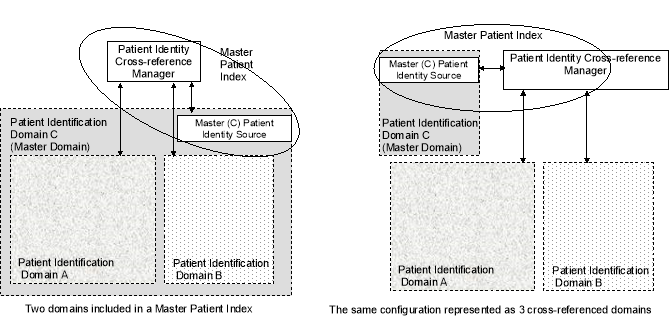 Patient Identity
Cross-reference
Manager
Master
Patient
Index
Patient Identification
Domain C
(Master Domain)
Master (C) Patient
Identity Source
Patient Identification
Domain A
Patient Identification
Domain B
Two domains included in a Master Patient Index
Master Patient Index
Master (C) Patient
Identity Source
Patient Identity Cross-reference
Manager
Patient Identification
Domain C
(Master Domain)
Patient Identification
Domain A
Patient Identification
Domain B
The same configuration represented as 3 cross-referenced domains